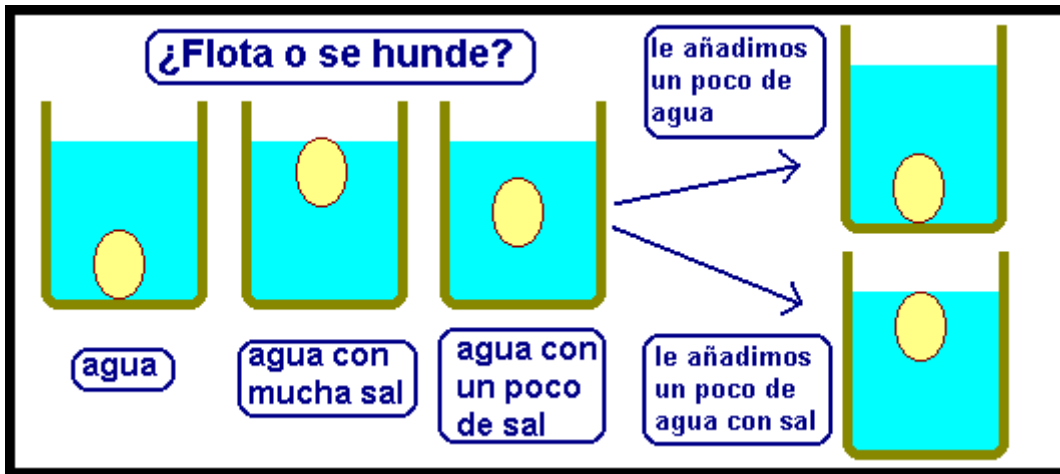 ¿Flota o se hunde?
le añadimos
un poco de
agua
agua
agua con
mucha sal
agua con
un poco
de sal
le añadimos
un poco de
agua con sal